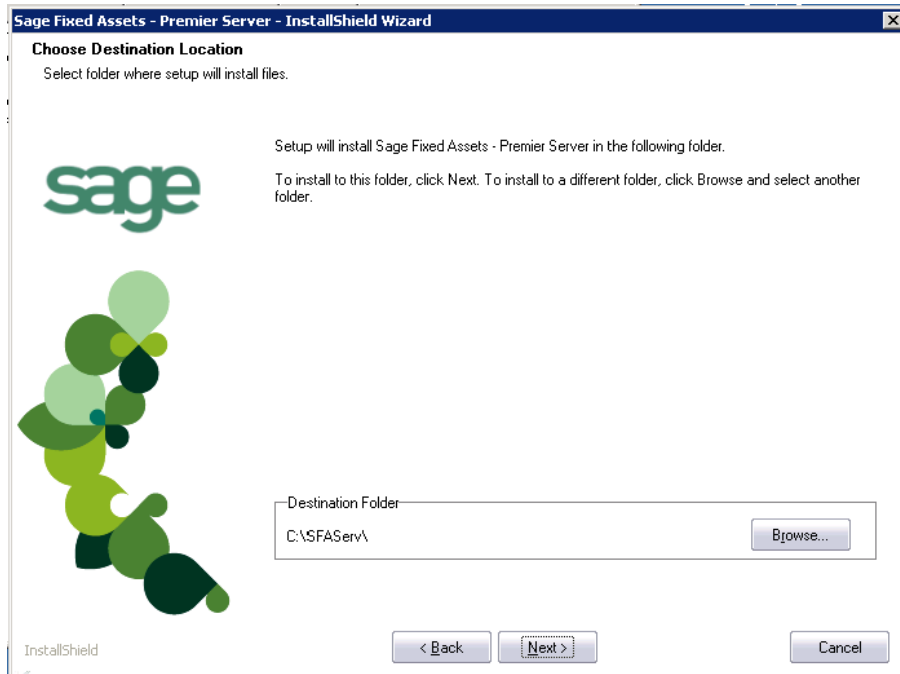 Sage Fixed Assets - Premier Server - InstallShield Wizard
Choose Destination Location
Select folder where setup will install files.
sage
Setup will install Sage Fixed Assets - Premier Server in the following folder.
To install to this folder, click Next. To install to a different folder, click Browse and select another
folder.
Destination Folder
C:\SFAServ\
Browse...
InstallShield
< Back
Next >
Cancel